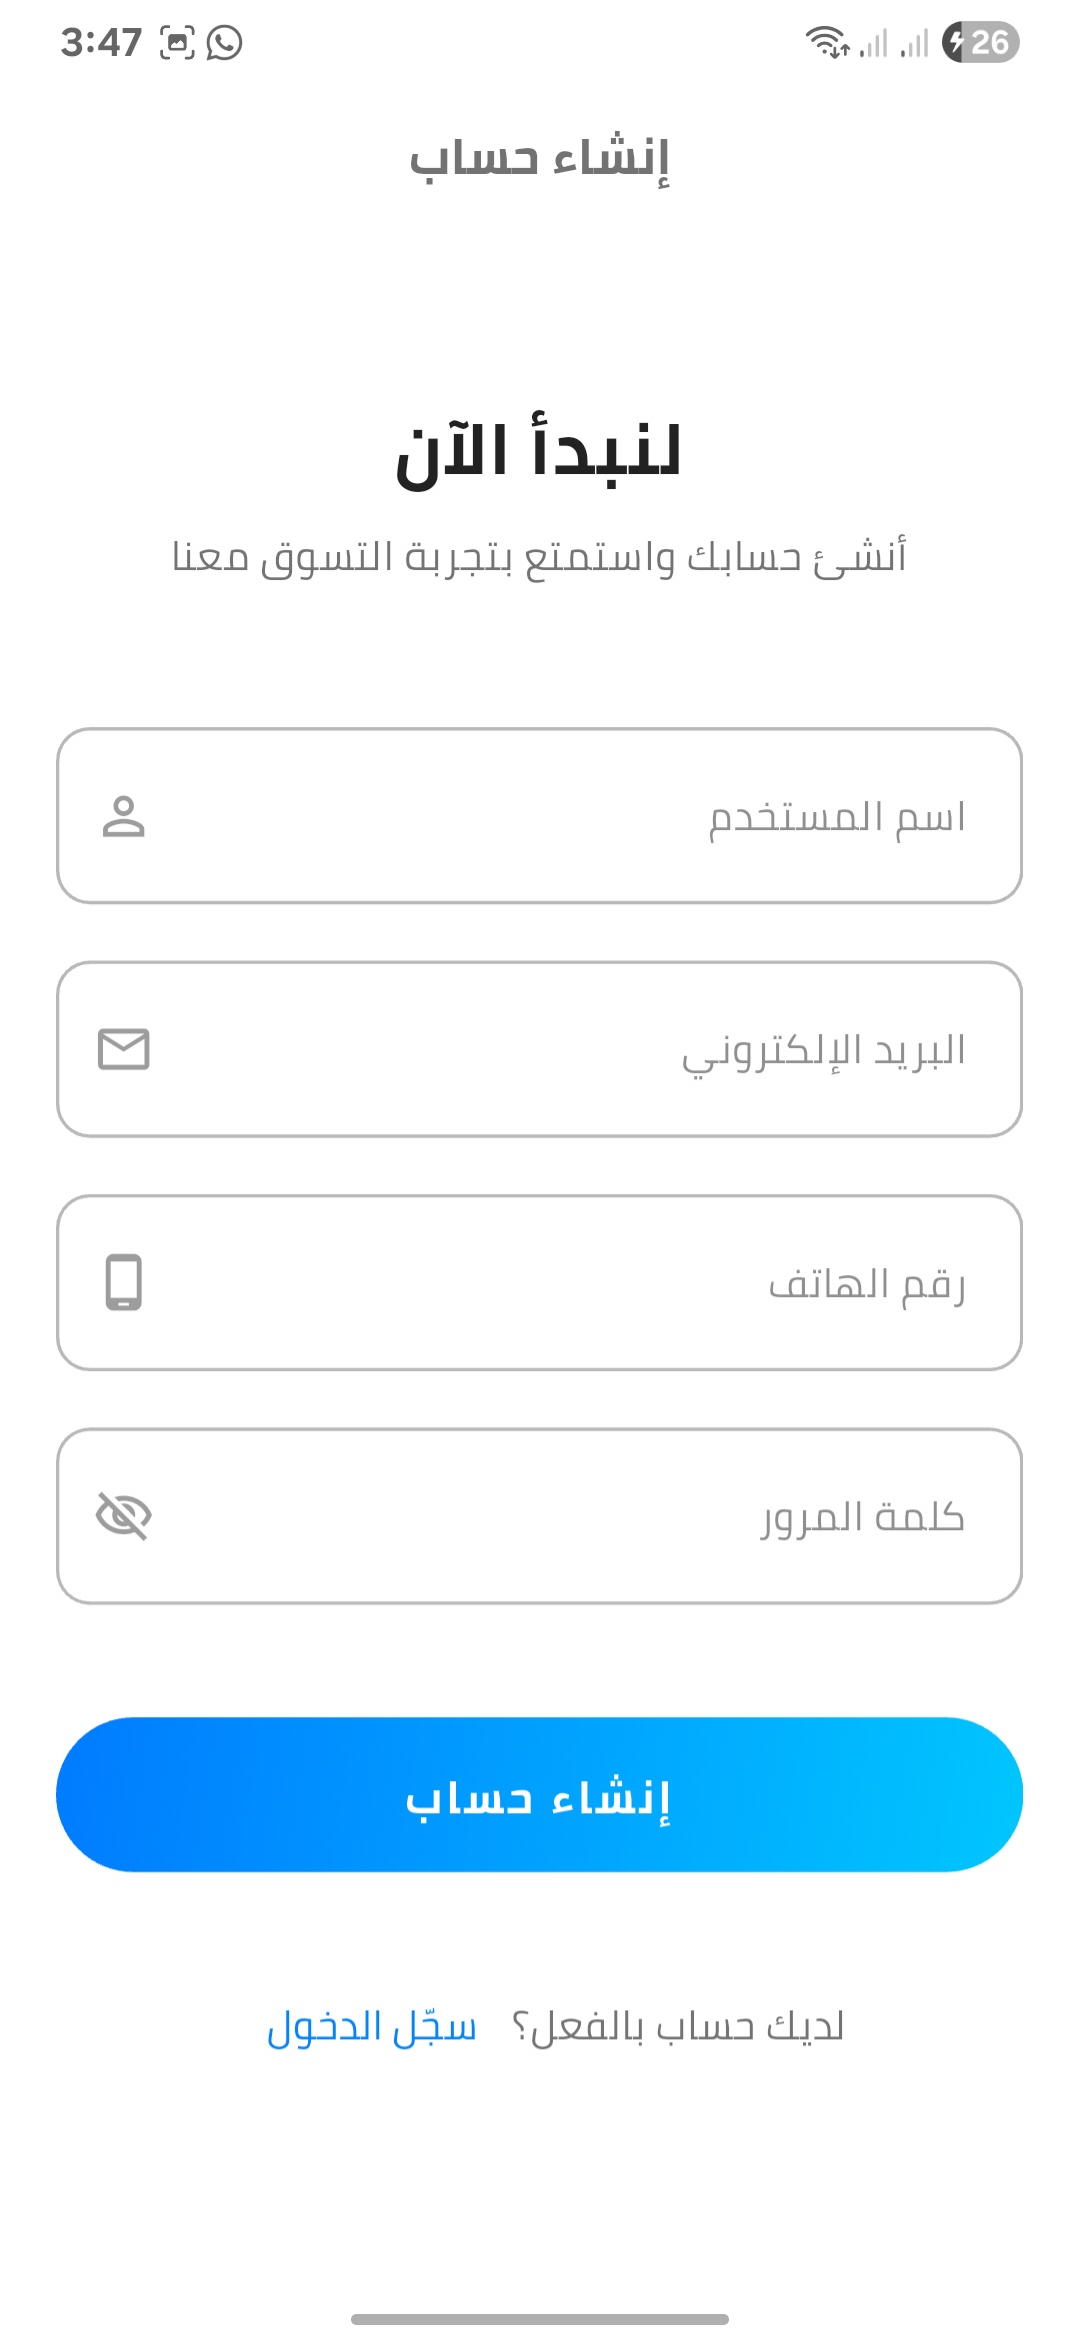 3:47
26
إنشاء حساب
لنبدأ الآن
أنشئ حسابك واستمتع بتجربة التسوق معنا
اسم المستخدم
البريد الإلكتروني
رقم الهاتف
كلمة المرور
إنشاء حساب
لديك حساب بالفعل؟ سجّل الدخول